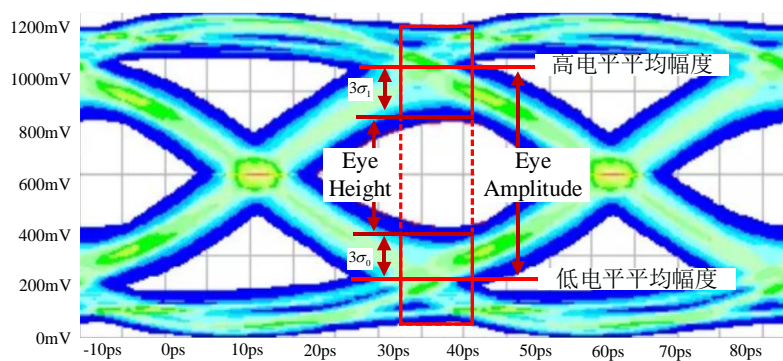 1200mV
高电平平均幅度
1000mV
3σ₁
800mV
Eye Height
Eye Amplitude
600mV
400mV
3σ₀
200mV
低电平平均幅度
0mV
-10ps 0ps 10ps 20ps 30ps 40ps 50ps 60ps 70ps 80ps